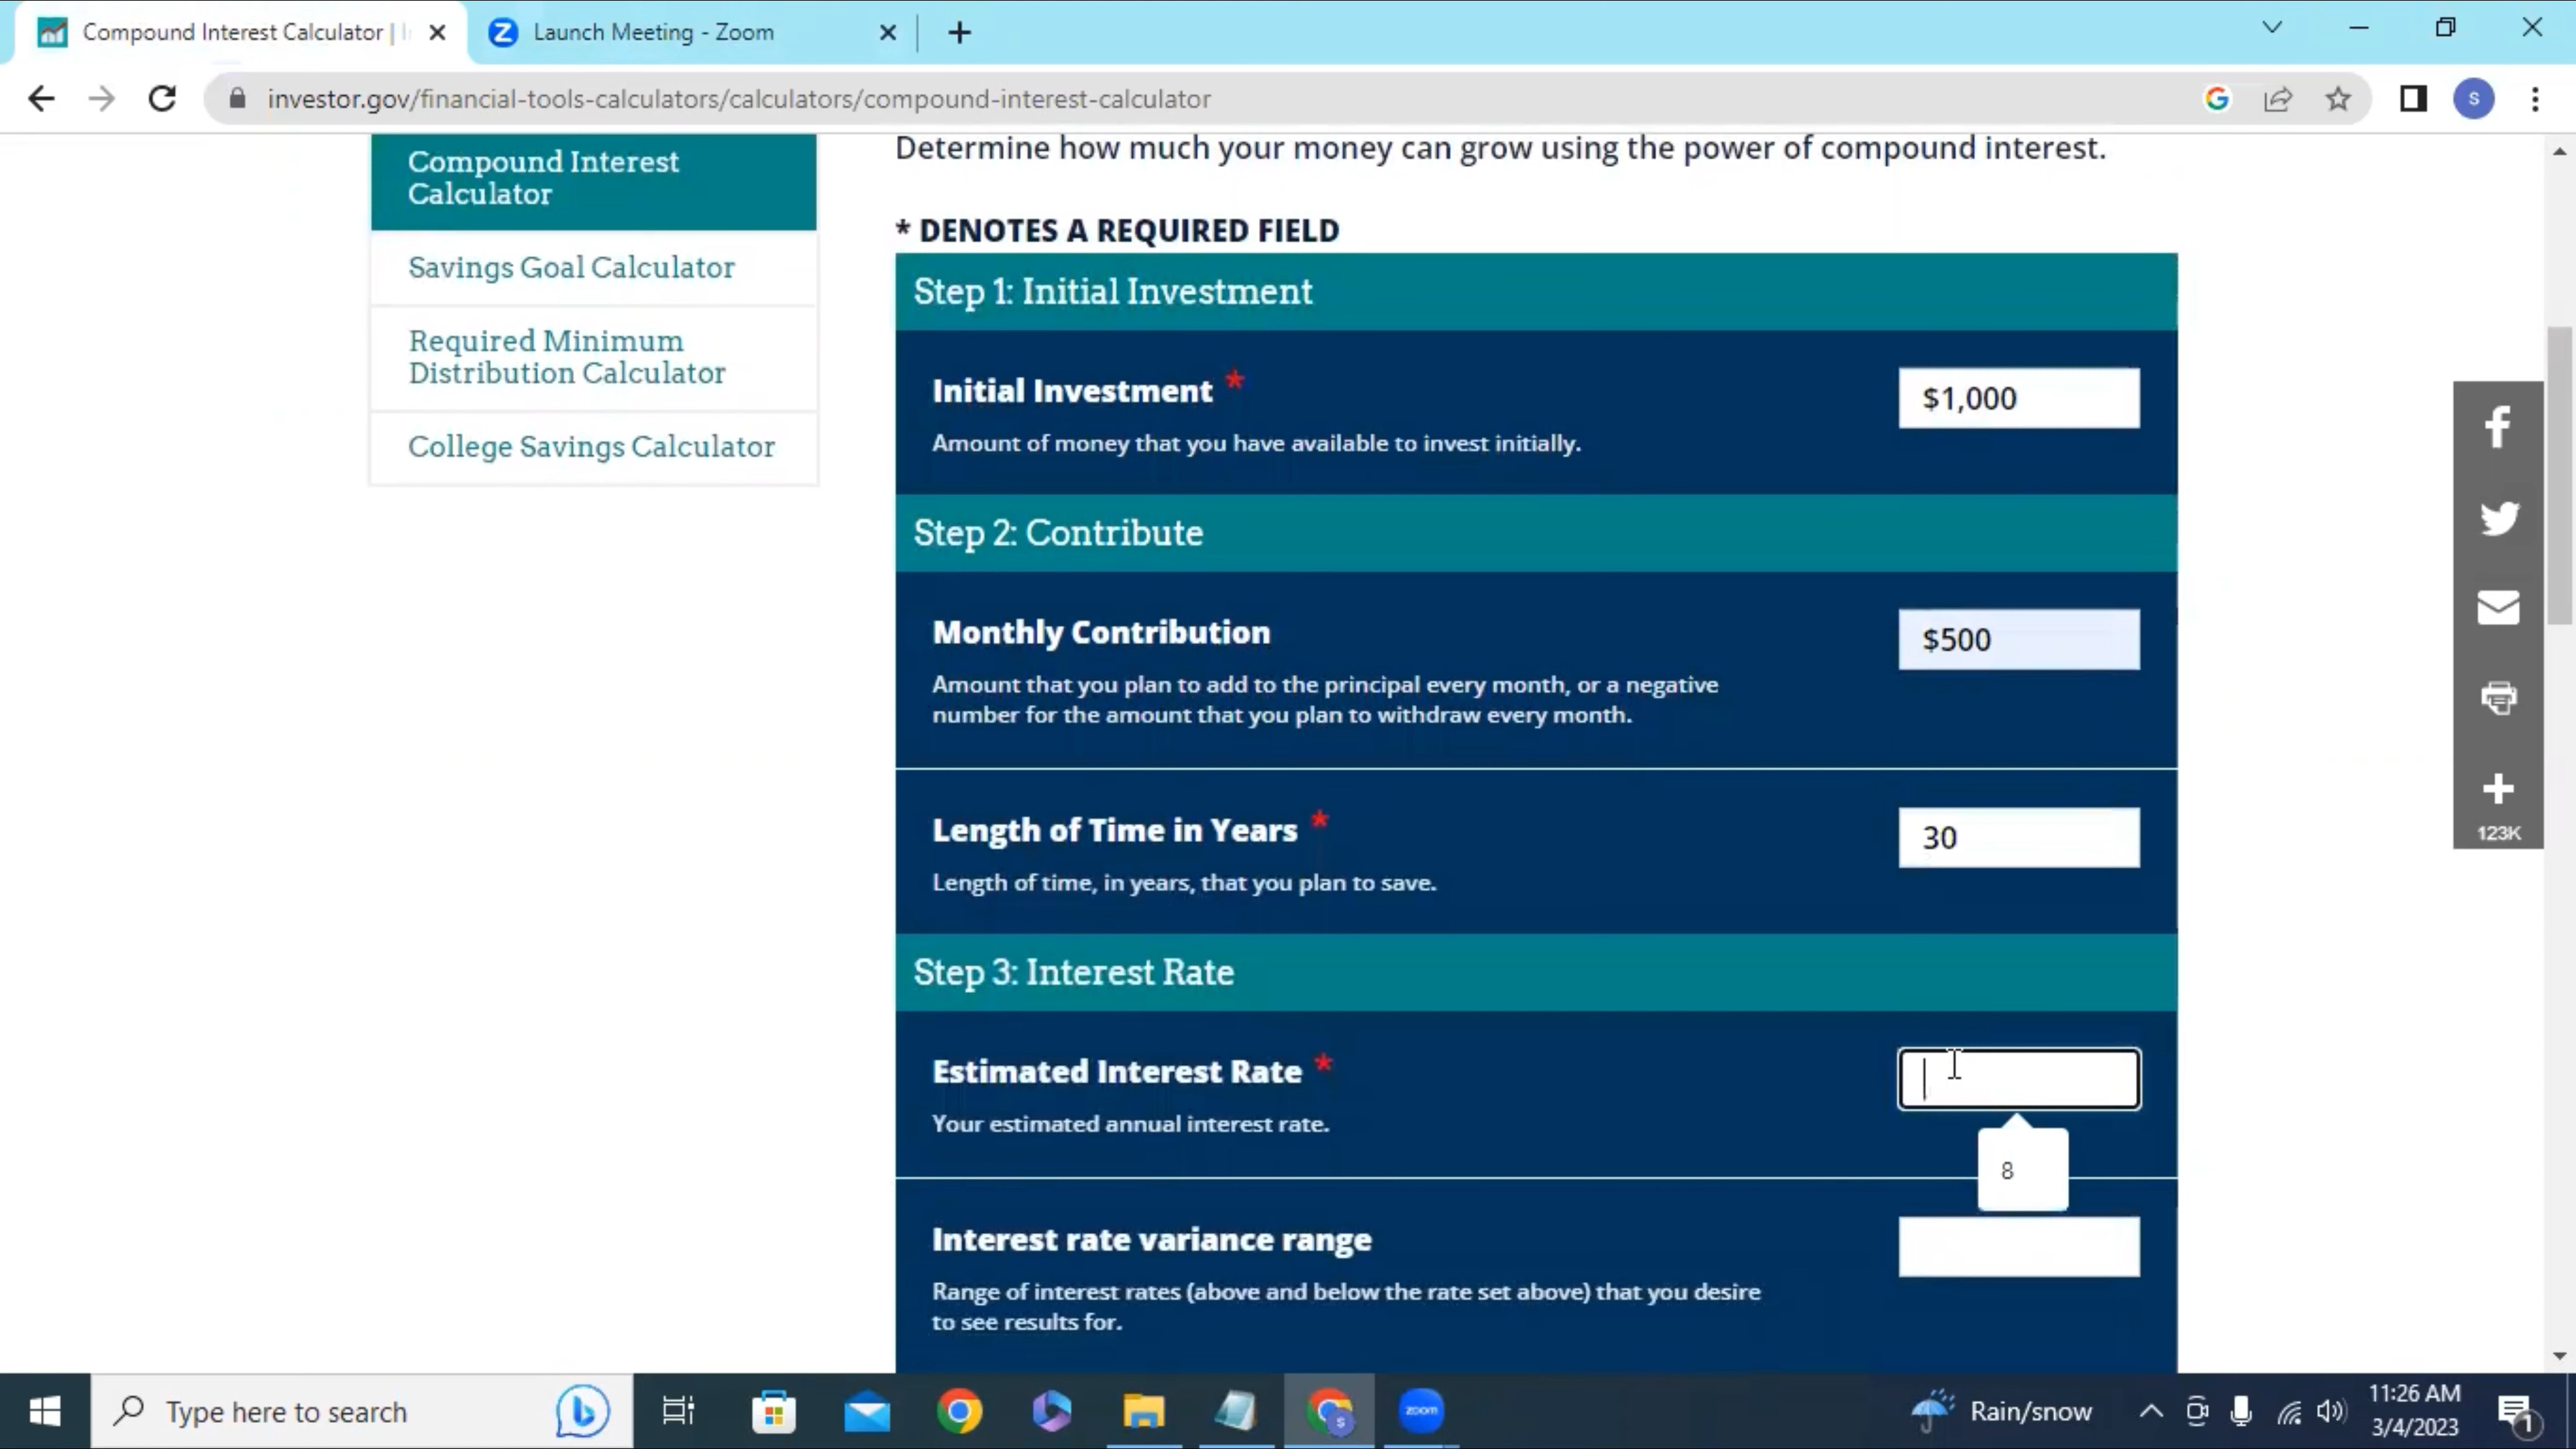 Compound Interest Calculator |
Launch Meeting - Zoom
investor.gov/financial-tools-calculators/calculators/compound-interest-calculator
S
Compound Interest
Calculator
Savings Goal Calculator
Required Minimum
Distribution Calculator
College Savings Calculator
Determine how much your money can grow using the power of compound interest.
* DENOTES A REQUIRED FIELD
Step 1: Initial Investment
Initial Investment *
$1,000
Amount of money that you have available to invest initially.
Step 2: Contribute
Monthly Contribution
$500
Amount that you plan to add to the principal every month, or a negative
number for the amount that you plan to withdraw every month.
Length of Time in Years *
30
Length of time, in years, that you plan to save.
Step 3: Interest Rate
Estimated Interest Rate *
Your estimated annual interest rate.
8
Interest rate variance range
Range of interest rates (above and below the rate set above) that you desire
to see results for.
123K
Type here to search
zoom
Rain/snow
11:26 AM
3/4/2023
1